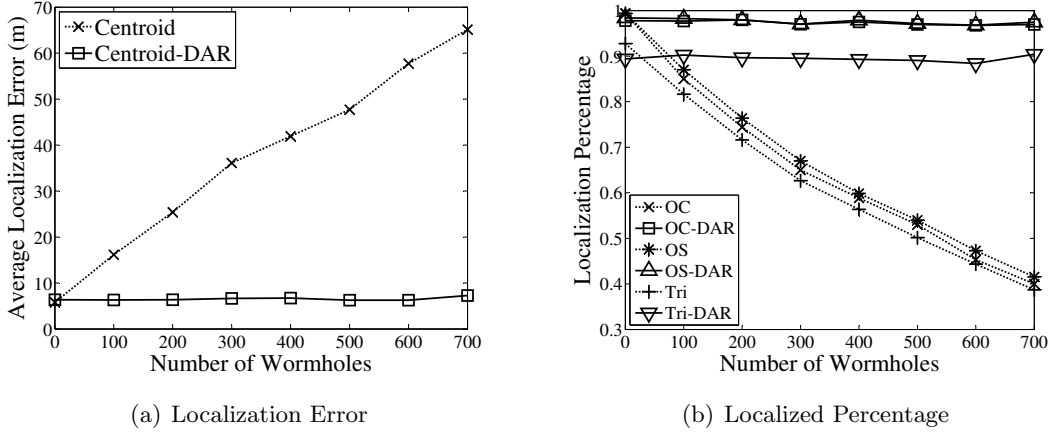 Average Localization Error (m)
70
60
50
40
30
20
10
0
Centroid
Centroid-DAR
0 100 200 300 400 500 600 700
Number of Wormholes
(a) Localization Error
Localization Percentage
1
0.9
0.8
0.7
0.6
0.5
0.4
0.3
OC
OC-DAR
OS
OS-DAR
Tri
Tri-DAR
0 100 200 300 400 500 600 700
Number of Wormholes
(b) Localized Percentage